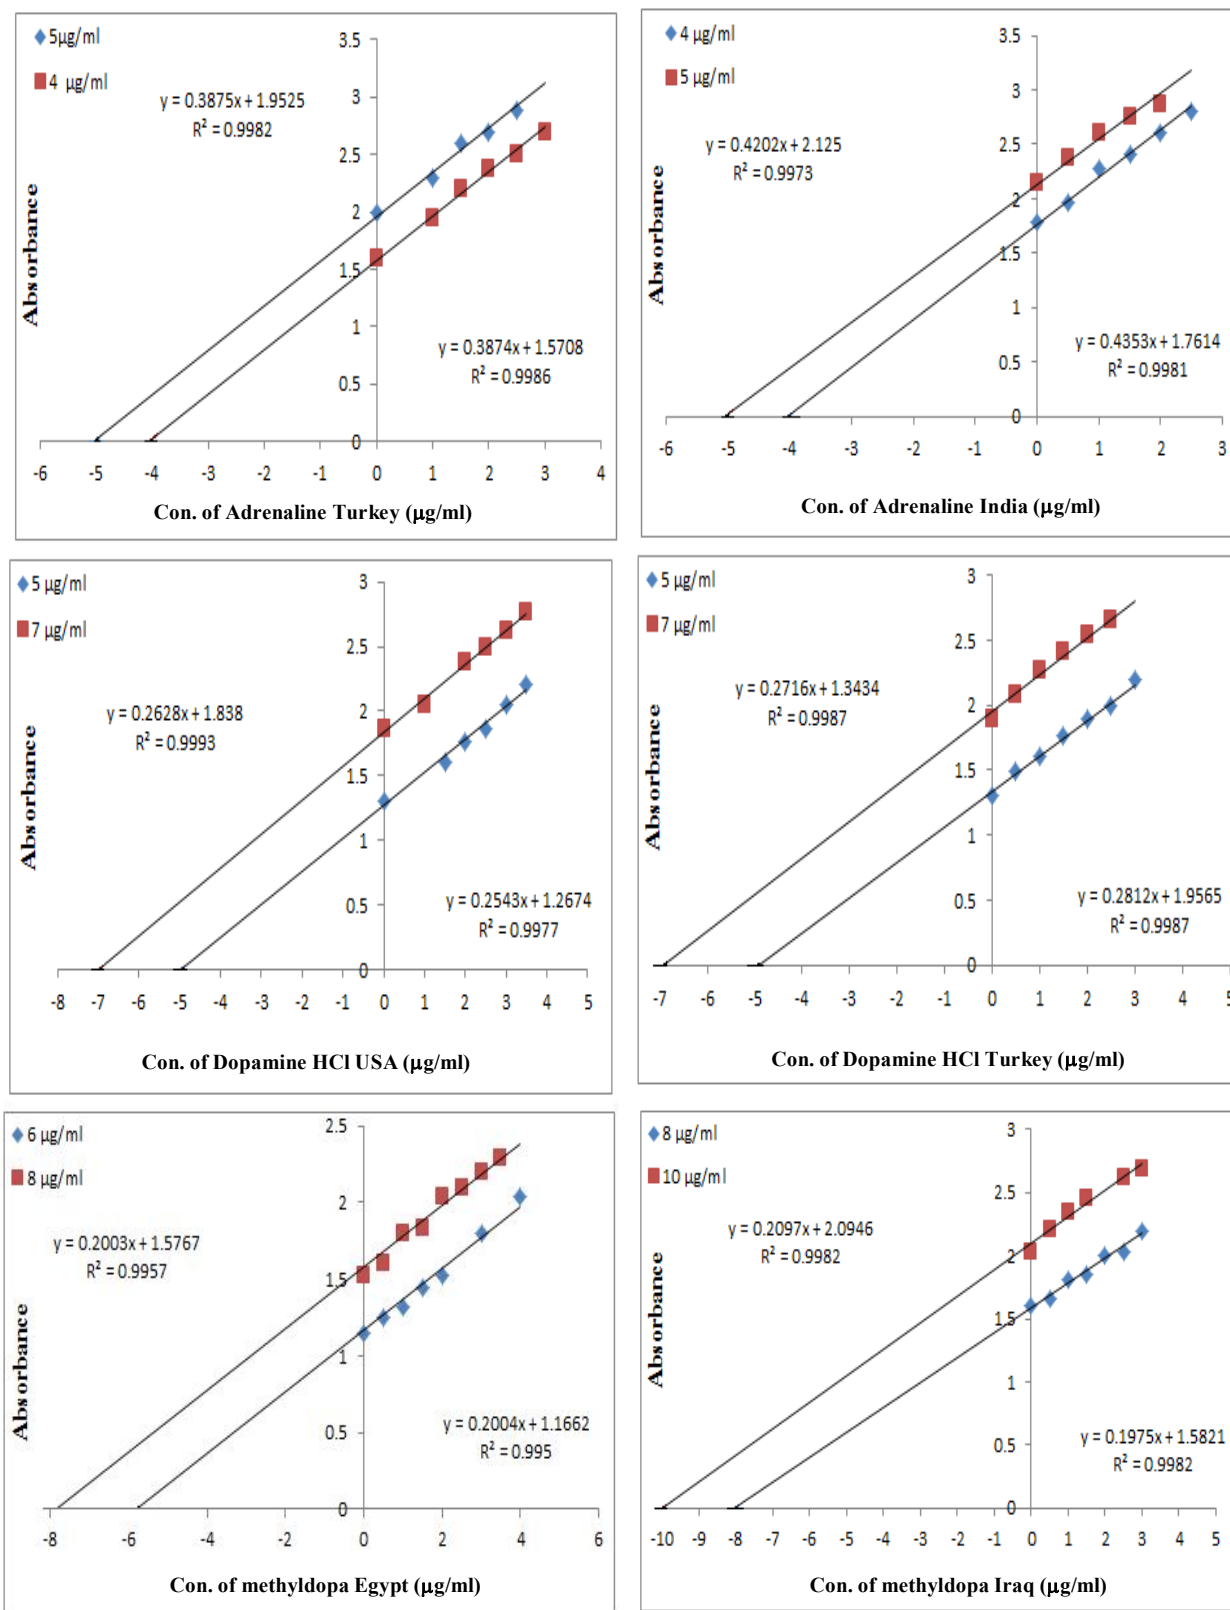 5µg/ml
4 µg/ml
y = 0.3875x + 1.9525
R² = 0.9982
y = 0.3874x + 1.5708
R² = 0.9986
3.5
3
2.5
2
1.5
1
0.5
0
-6 -5 -4 -3 -2 -1 0 1 2 3 4
Absorbance
Con. of Adrenaline Turkey (µg/ml)
4 µg/ml
5 µg/ml
y = 0.4202x + 2.125
R² = 0.9973
y = 0.4353x + 1.7614
R² = 0.9981
3.5
3
2.5
2
1.5
1
0.5
0
-6 -5 -4 -3 -2 -1 0 1 2 3
Absorbance
Con. of Adrenaline India (µg/ml)
5 µg/ml
7 µg/ml
y = 0.2628x + 1.838
R² = 0.9993
y = 0.2543x + 1.2674
R² = 0.9977
3
2.5
2
1.5
1
0.5
0
-8 -7 -6 -5 -4 -3 -2 -1 0 1 2 3 4 5
Absorbance
Con. of Dopamine HCl USA (µg/ml)
5 µg/ml
7 µg/ml
y = 0.2716x + 1.3434
R² = 0.9987
y = 0.2812x + 1.9565
R² = 0.9987
3
2.5
2
1.5
1
0.5
0
-7 -6 -5 -4 -3 -2 -1 0 1 2 3 4 5
Absorbance
Con. of Dopamine HCl Turkey (µg/ml)
6 µg/ml
8 µg/ml
y = 0.2003x + 1.5767
R² = 0.9957
y = 0.2004x + 1.1662
R² = 0.995
2.5
2
1.5
1
0.5
0
-8 -6 -4 -2 0 2 4 6
Absorbance
Con. of methyldopa Egypt (µg/ml)
8 µg/ml
10 µg/ml
y = 0.2097x + 2.0946
R² = 0.9982
y = 0.1975x + 1.5821
R² = 0.9982
3
2.5
2
1.5
1
0.5
0
-10 -9 -8 -7 -6 -5 -4 -3 -2 -1 0 1 2 3 4 5
Absorbance
Con. of methyldopa Iraq (µg/ml)